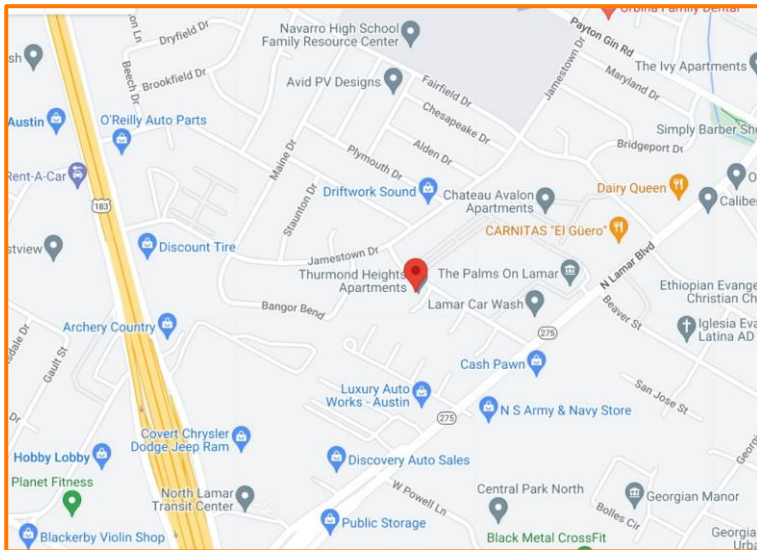 Urbina Family Dental
Navarro High School
Family Resource Center
Payton Gin Rd
Dryfield Dr
Beech Dr
Brookfield Dr
Avid PV Designs
Fairfield Dr
Jamestown Dr
Maryland Dr
The Ivy Apartments
Chesapeake Dr
Austin
O'Reilly Auto Parts
Maine Dr
Alden Dr
Simply Barber Sho
Bridgeport Dr
Plymouth Dr
Rent-A-Car
Staunton Dr
Driftwork Sound
Chateau Avalon
Apartments
Dairy Queen
183
CARNITAS "El Güero"
Caliber
Discount Tire
stview
Jamestown Dr
N Lamar Blvd
Thurmond Heights
Apartments
The Palms On Lamar
Ethiopian Evange
Christian Ch
Bangor Bend
Lamar Car Wash
Beaver St
Archery Country
275
Iglesia Eva
Latina AD
Gault St
Cash Pawn
San Jose St
Luxury Auto
Works - Austin
275
N S Army & Navy Store
Dr
Covert Chrysler
Dodge Jeep Ram
Hobby Lobby
Discovery Auto Sales
Planet Fitness
North Lamar
Transit Center
W Powell Ln
Central Park North
Georgian Manor
Bolles Cir
Public Storage
Blackerby Violin Shop
Black Metal CrossFit
Georgia
Urba